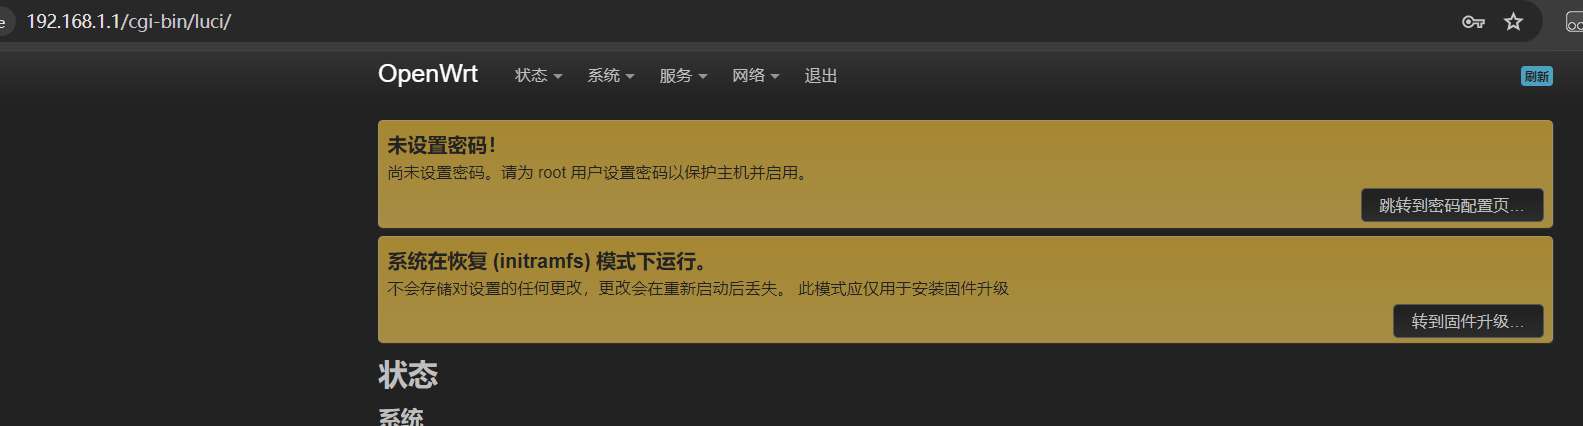 e 192.168.1.1/cgi-bin/luci/
OpenWrt 状态 系统 服务 网络 退出 刷新
未设置密码！
尚未设置密码。请为 root 用户设置密码以保护主机并启用。
跳转到密码配置页...
系统在恢复 (initramfs) 模式下运行。
不会存储对设置的任何更改，更改会在重新启动后丢失。 此模式应仅用于安装固件升级
转到固件升级...
状态
系统